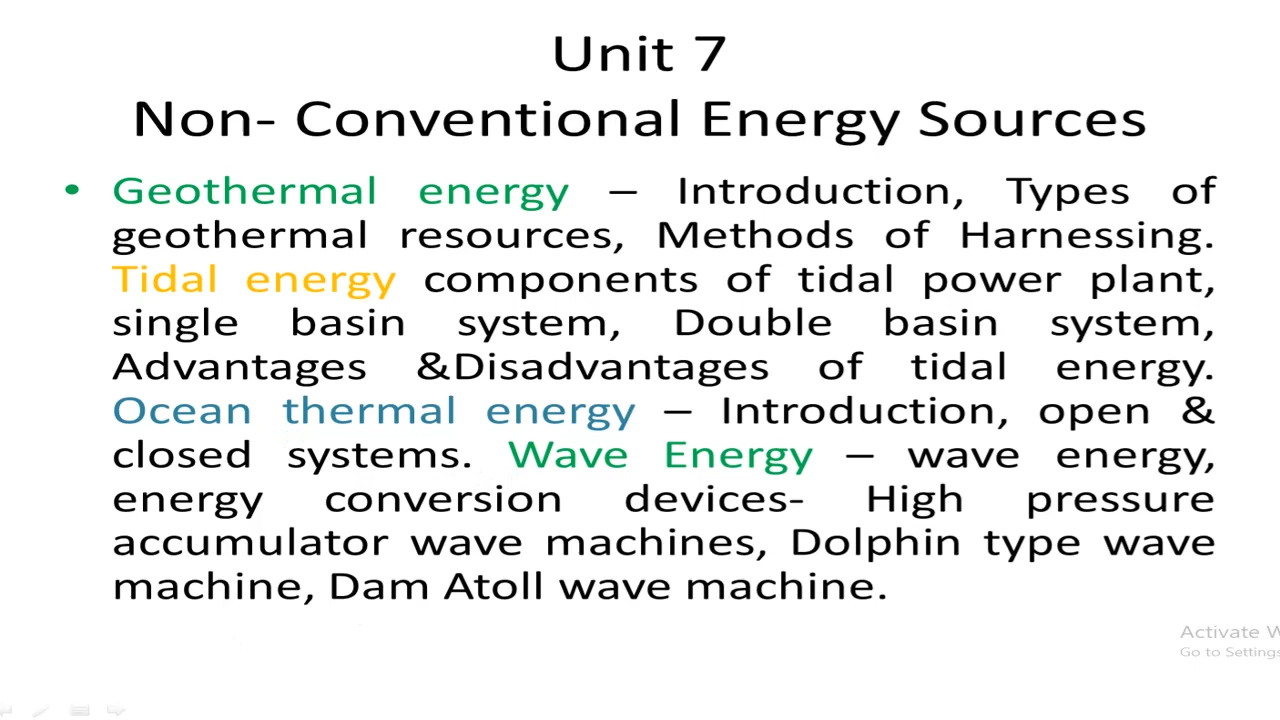 Unit 7
Non- Conventional Energy Sources
• Geothermal energy – Introduction, Types of
geothermal resources, Methods of Harnessing.
Tidal energy components of tidal power plant,
single basin system, Double basin system,
Advantages &Disadvantages of tidal energy.
Ocean thermal energy – Introduction, open &
closed systems. Wave Energy – wave energy,
energy conversion devices- High pressure
accumulator wave machines, Dolphin type wave
machine, Dam Atoll wave machine.
Activate W
Go to Settings